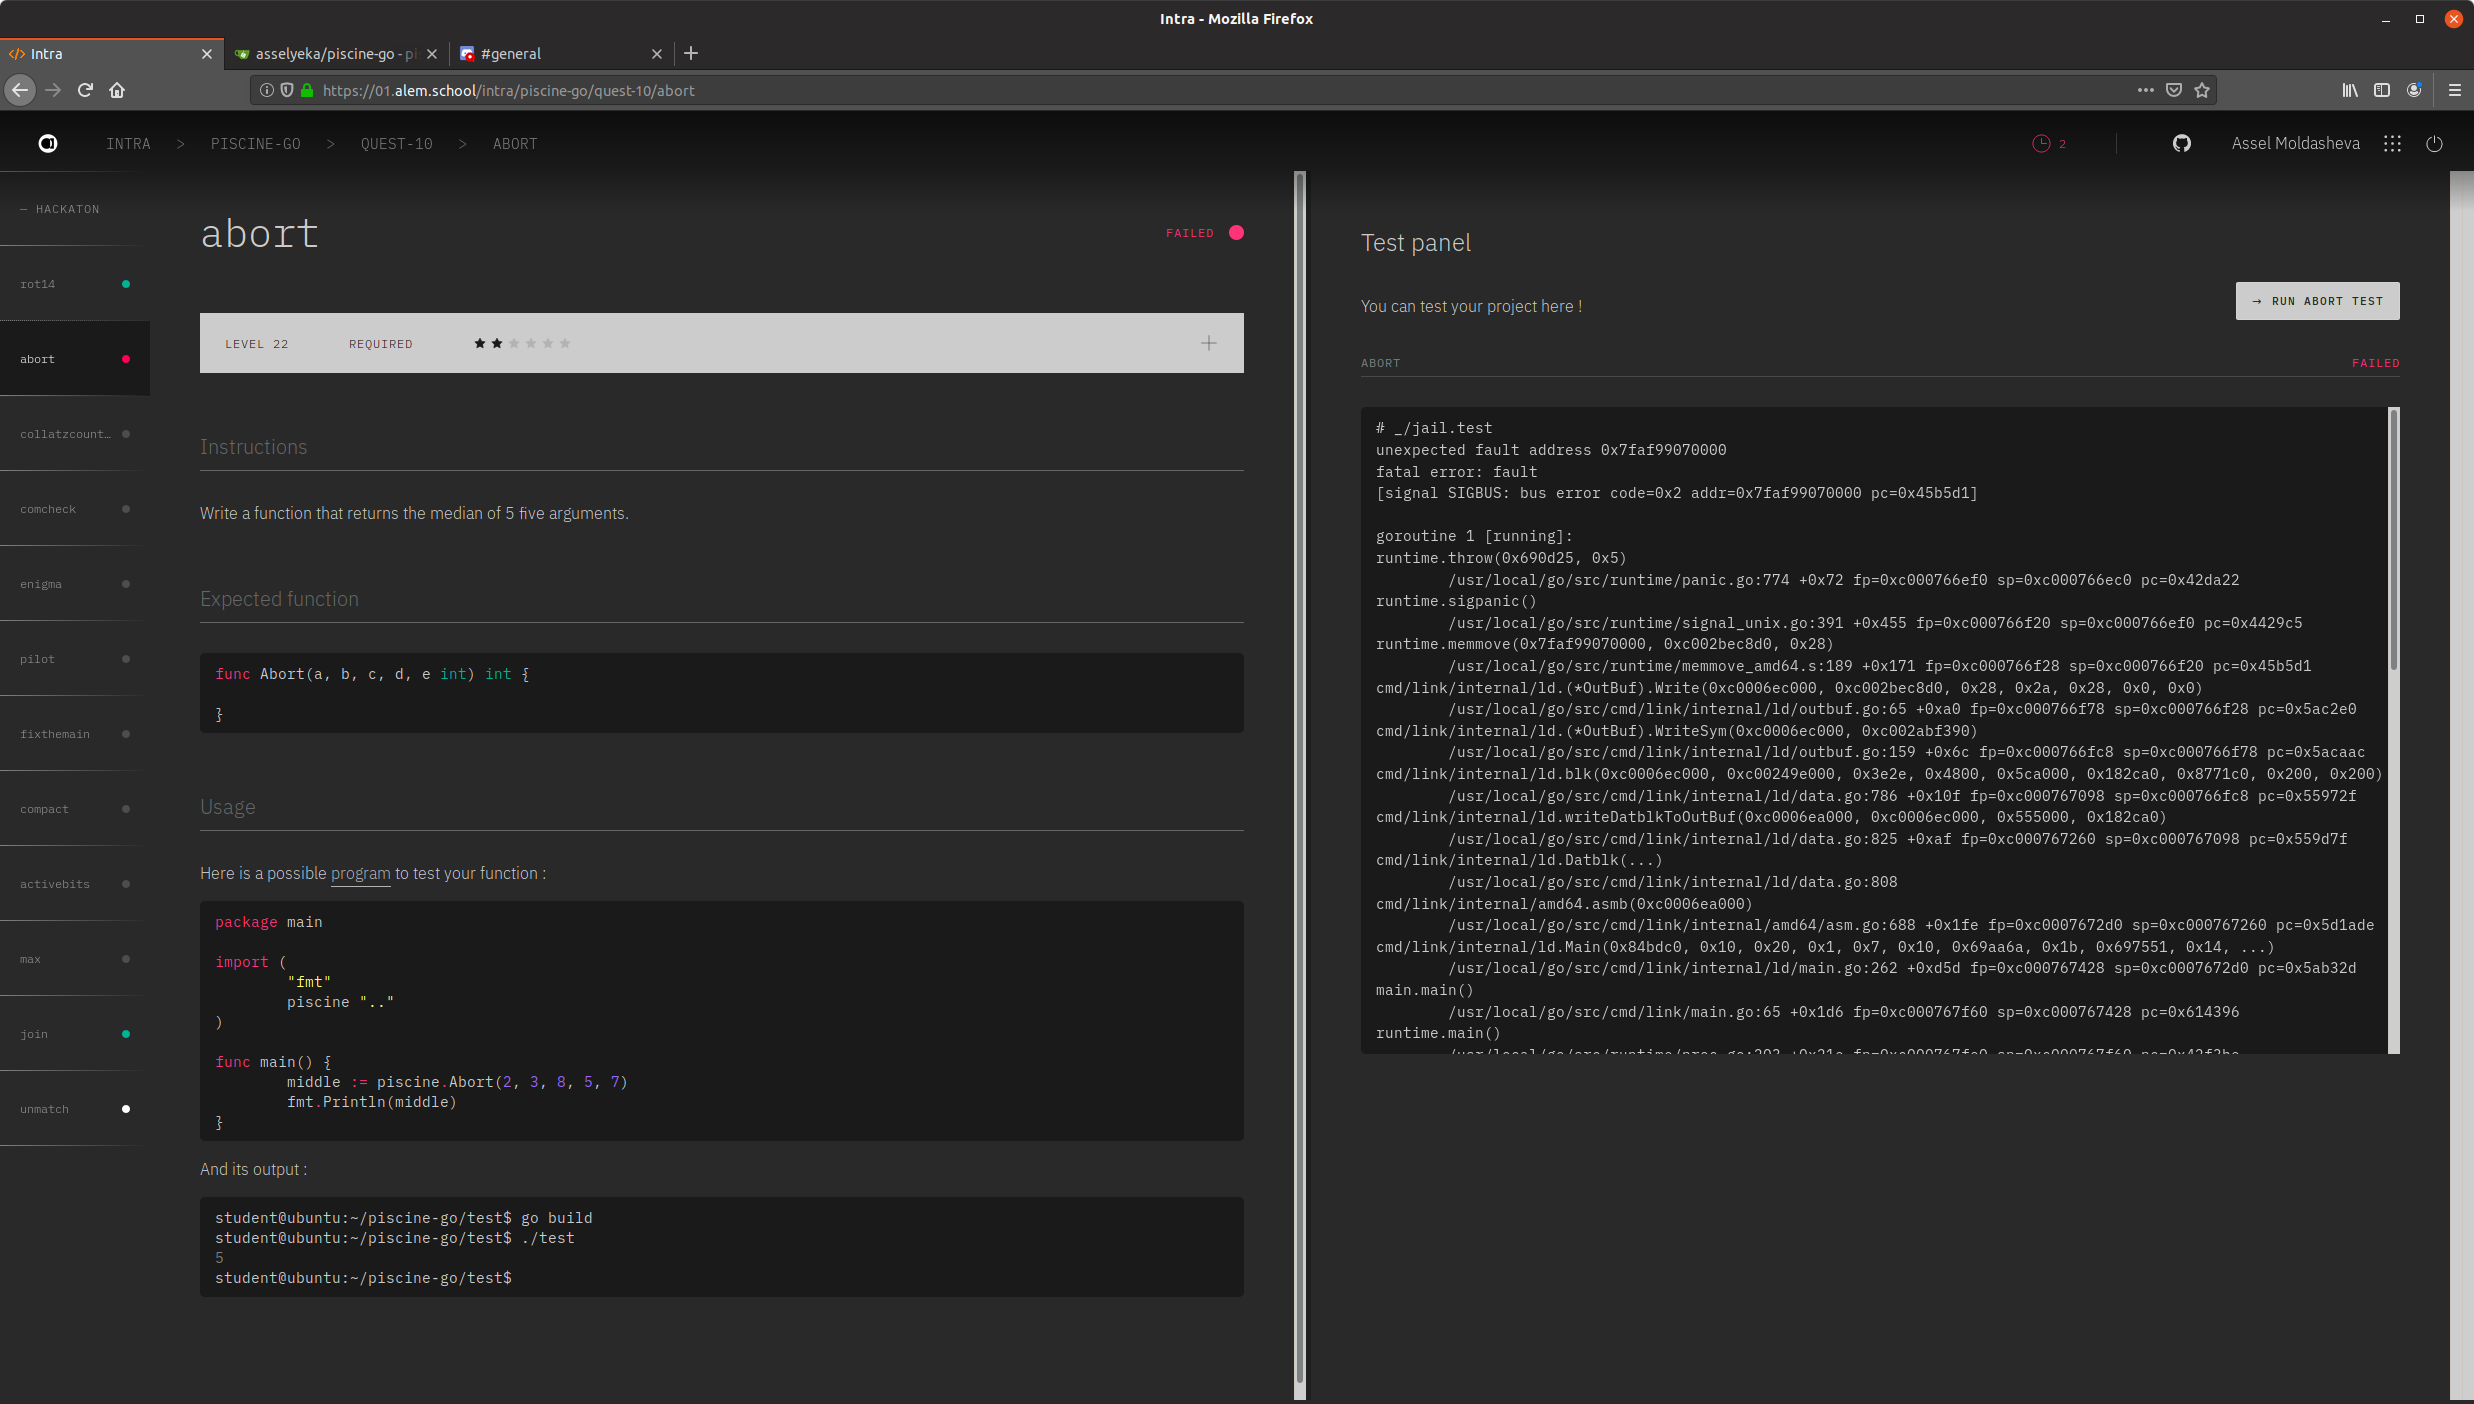 Intra - Mozilla Firefox
Intra
asselyeka/piscine-go - pi
#general
https://01.alem.school/intra/piscine-go/quest-10/abort
INTRA > PISCINE-GO > QUEST-10 > ABORT
2
Assel Moldasheva
— HACKATON
rot14
abort
collatzcount…
comcheck
enigma
pilot
fixthemain
compact
activebits
max
join
unmatch
abort
FAILED
LEVEL 22 REQUIRED
Instructions
Write a function that returns the median of 5 five arguments.
Expected function
func Abort(a, b, c, d, e int) int {
}
Usage
Here is a possible program to test your function :
package main
import (
"fmt"
piscine ".."
)
func main() {
middle := piscine.Abort(2, 3, 8, 5, 7)
fmt.Println(middle)
}
And its output :
student@ubuntu:~/piscine-go/test$ go build
student@ubuntu:~/piscine-go/test$ ./test
5
student@ubuntu:~/piscine-go/test$
Test panel
You can test your project here !
→ RUN ABORT TEST
ABORT
FAILED
# _/jail.test
unexpected fault address 0x7faf99070000
fatal error: fault
[signal SIGBUS: bus error code=0x2 addr=0x7faf99070000 pc=0x45b5d1]
goroutine 1 [running]:
runtime.throw(0x690d25, 0x5)
/usr/local/go/src/runtime/panic.go:774 +0x72 fp=0xc000766ef0 sp=0xc000766ec0 pc=0x42da22
runtime.sigpanic()
/usr/local/go/src/runtime/signal_unix.go:391 +0x455 fp=0xc000766f20 sp=0xc000766ef0 pc=0x4429c5
runtime.memmove(0x7faf99070000, 0xc002bec8d0, 0x28)
/usr/local/go/src/runtime/memmove_amd64.s:189 +0x171 fp=0xc000766f28 sp=0xc000766f20 pc=0x45b5d1
cmd/link/internal/ld.(*OutBuf).Write(0xc0006ec000, 0xc002bec8d0, 0x28, 0x2a, 0x28, 0x0, 0x0)
/usr/local/go/src/cmd/link/internal/ld/outbuf.go:65 +0xa0 fp=0xc000766f78 sp=0xc000766f28 pc=0x5ac2e0
cmd/link/internal/ld.(*OutBuf).WriteSym(0xc0006ec000, 0xc002abf390)
/usr/local/go/src/cmd/link/internal/ld/outbuf.go:159 +0x6c fp=0xc000766fc8 sp=0xc000766f78 pc=0x5acaac
cmd/link/internal/ld.blk(0xc0006ec000, 0xc00249e000, 0x3e2e, 0x4800, 0x5ca000, 0x182ca0, 0x8771c0, 0x200, 0x200)
/usr/local/go/src/cmd/link/internal/ld/data.go:786 +0x10f fp=0xc000767098 sp=0xc000766fc8 pc=0x55972f
cmd/link/internal/ld.writeDatblkToOutBuf(0xc0006ea000, 0xc0006ec000, 0x555000, 0x182ca0)
/usr/local/go/src/cmd/link/internal/ld/data.go:825 +0xaf fp=0xc000767260 sp=0xc000767098 pc=0x559d7f
cmd/link/internal/ld.Datblk(...)
/usr/local/go/src/cmd/link/internal/ld/data.go:808
cmd/link/internal/amd64.asmb(0xc0006ea000)
/usr/local/go/src/cmd/link/internal/amd64/asm.go:688 +0x1fe fp=0xc0007672d0 sp=0xc000767260 pc=0x5d1ade
cmd/link/internal/ld.Main(0x84bdc0, 0x10, 0x20, 0x1, 0x7, 0x10, 0x69aa6a, 0x1b, 0x697551, 0x14, ...)
/usr/local/go/src/cmd/link/internal/ld/main.go:262 +0xd5d fp=0xc000767428 sp=0xc0007672d0 pc=0x5ab32d
main.main()
/usr/local/go/src/cmd/link/main.go:65 +0x1d6 fp=0xc000767f60 sp=0xc000767428 pc=0x614396
runtime.main()